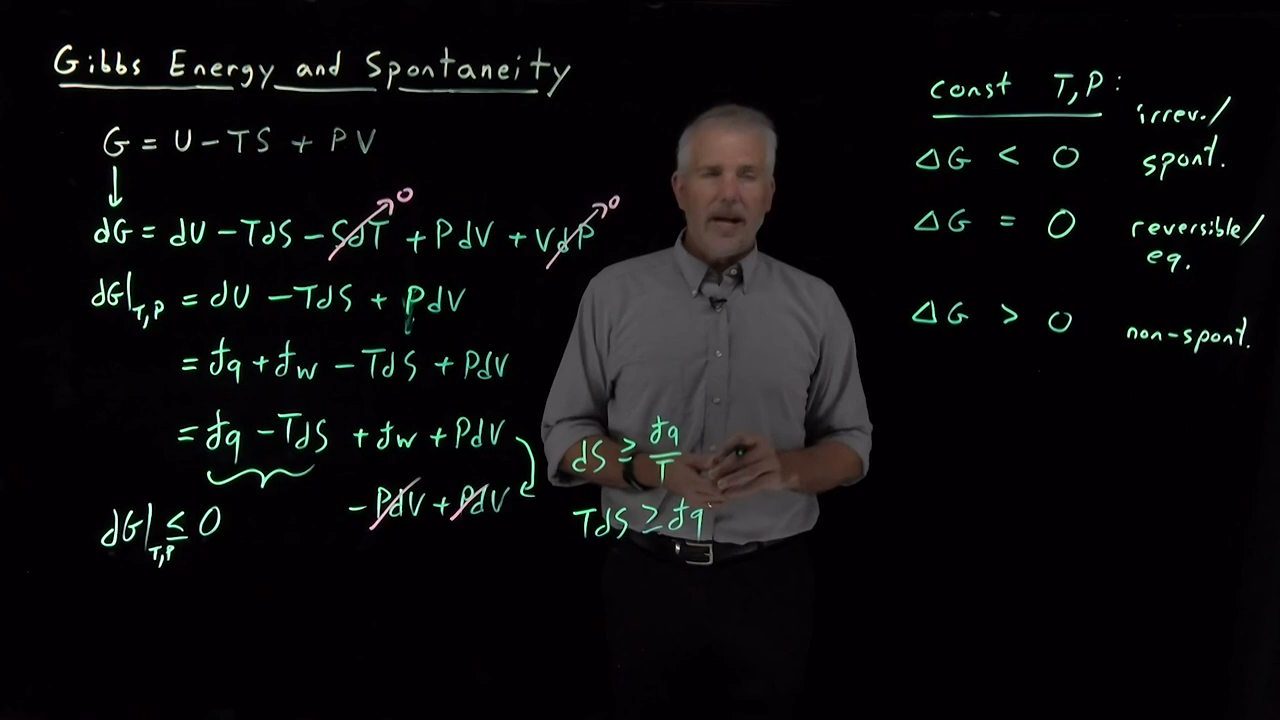 Gibbs Energy and Spontaneity
G = U - TS + PV
↓
dG = dU - TdS - SdT → 0 + PdV + VdP → 0
dG|T,P = dU - TdS + PdV
= đq + đw - TdS + PdV
= đq - TdS + đw + PdV
- PdV + PdV
dG|T,P ≤ 0
dS ≥ đq/T
TdS ≥ đq
const T,P:
ΔG < 0 irrev./
spont.
ΔG = 0 reversible/
eq.
ΔG > 0 non-spont.